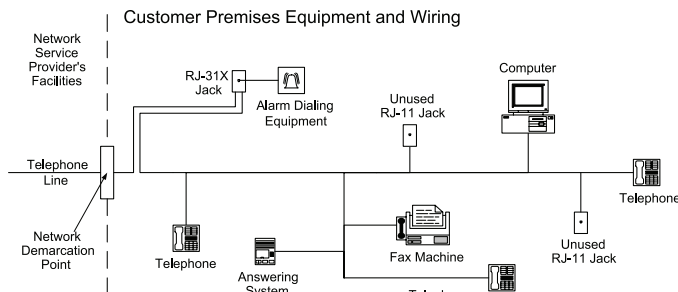 Customer Premises Equipment and Wiring
Network
Service
Provider's
Facilities
RJ-31X
Jack
Alarm Dialing
Equipment
Unused
RJ-11 Jack
Computer
Telephone
Line
Network
Demarcation
Point
Telephone
Answering
System
Fax Machine
Unused
RJ-11 Jack
Telephone